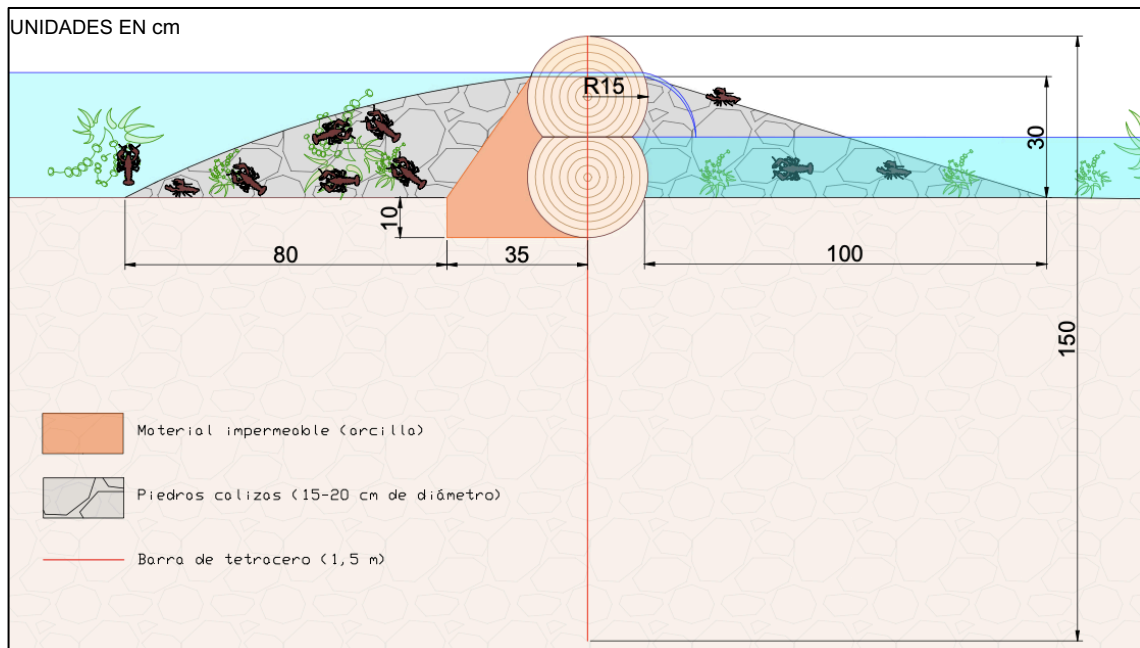 UNIDADES EN cm
R15
30
10
80
35
100
150
Material impermeable (arcilla)
Piedras calizas (15-20 cm de diámetro)
Barra de tetracero (1,5 m)